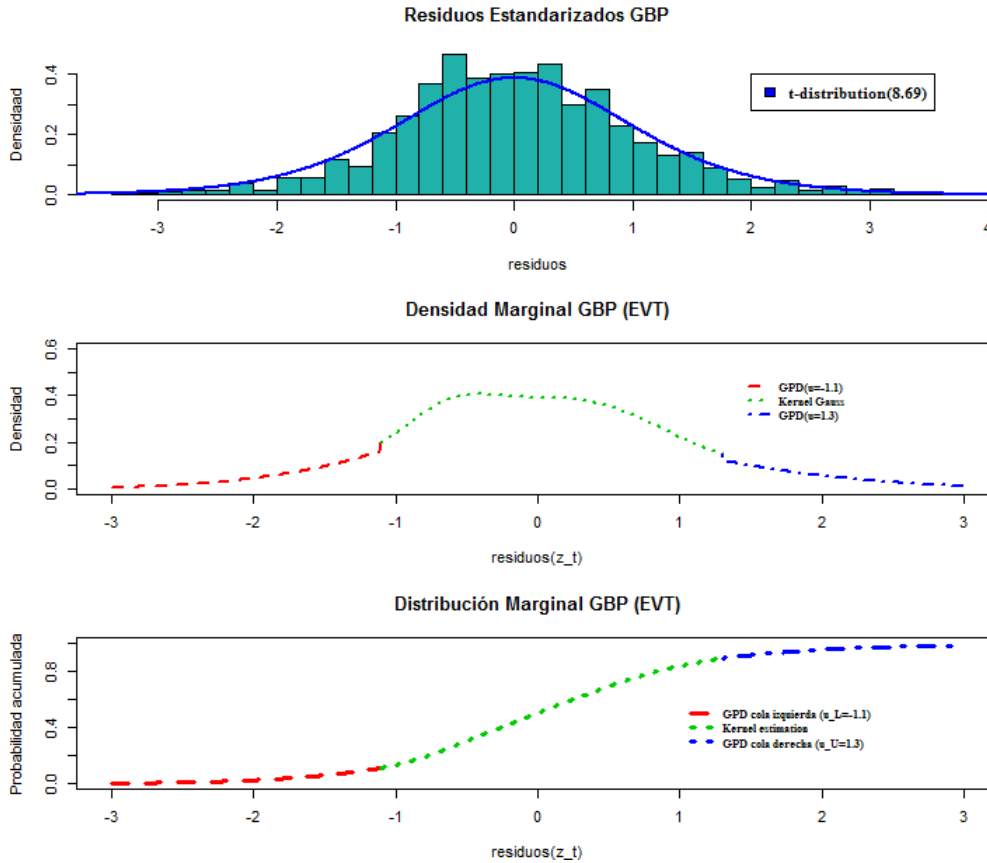 Residuos Estandarizados GBP
Densidaad
0.0 0.2 0.4
t-distribution(8.69)
-3 -2 -1 0 1 2 3 4
residuos
Densidad Marginal GBP (EVT)
Densidad
0.0 0.2 0.4 0.6
GPD(u=-1.1)
Kernel Gauss
GPD(u=1.3)
-3 -2 -1 0 1 2 3
residuos(z_t)
Distribución Marginal GBP (EVT)
Probabilidad acumulada
0.0 0.4 0.8
GPD cola izquierda (u_L=-1.1)
Kernel estimation
GPD cola derecha (u_U=1.3)
-3 -2 -1 0 1 2 3
residuos(z_t)